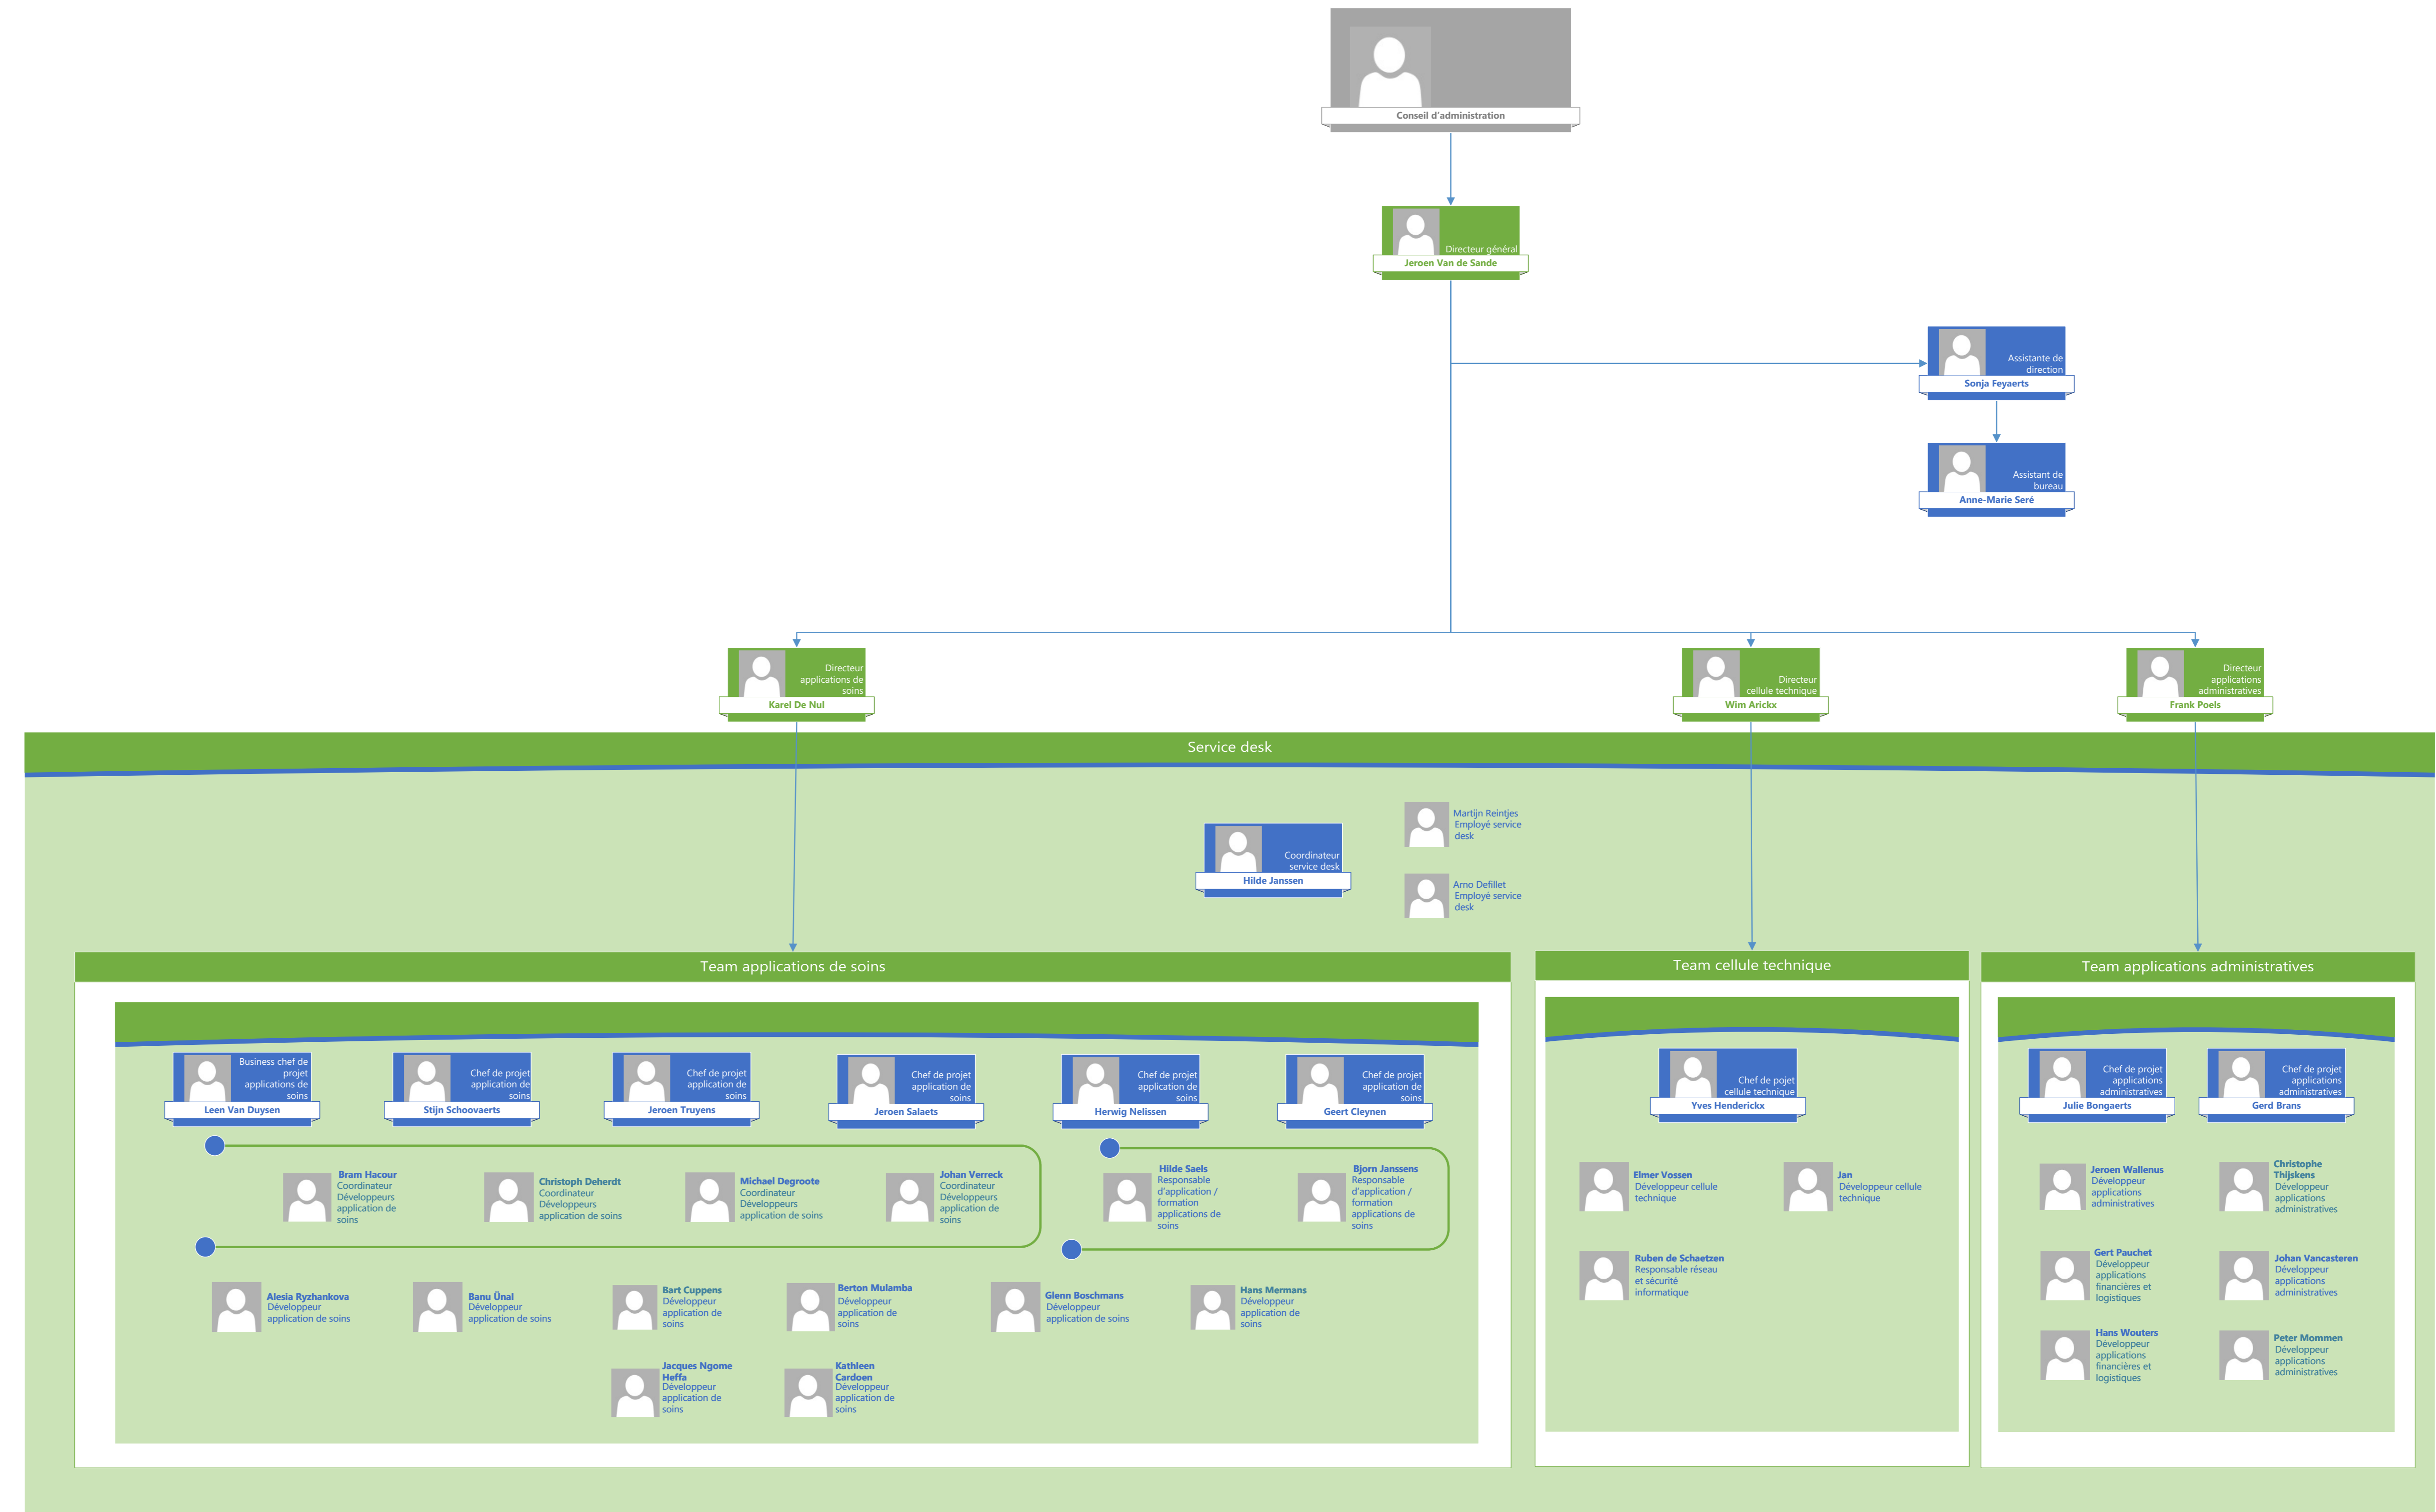 Conseil d'administration
Directeur général
Jeroen Van de Sande
Assistante de
direction
Sonja Feyaerts
Assistant de
bureau
Anne-Marie Seré
Directeur
applications de
soins
Karel De Nul
Directeur
cellule technique
Wim Arickx
Directeur
applications
administratives
Frank Poels
Service desk
Coordinateur
service desk
Hilde Janssen
Martijn Reintjes
Employé service
desk
Arno Defillet
Employé service
desk
Team applications de soins
Business chef de
projet
applications de
soins
Leen Van Duysen
Chef de projet
application de
soins
Stijn Schoovaerts
Chef de projet
application de
soins
Jeroen Truyens
Chef de projet
application de
soins
Jeroen Salaets
Chef de projet
application de
soins
Herwig Nelissen
Chef de projet
application de
soins
Geert Cleynen
Bram Hacour
Coordinateur
Développeurs
application de
soins
Christoph Deherdt
Coordinateur
Développeurs
application de soins
Michael Degroote
Coordinateur
Développeurs
application de soins
Johan Verreck
Coordinateur
Développeurs
application de
soins
Hilde Saels
Responsable
d'application /
formation
applications de
soins
Bjorn Janssens
Responsable
d'application /
formation
applications de
soins
Alesia Ryzhankova
Développeur
application de soins
Banu Ünal
Développeur
application de soins
Bart Cuppens
Développeur
application de
soins
Berton Mulamba
Développeur
application de
soins
Glenn Boschmans
Développeur
application de soins
Hans Mermans
Développeur
application de
soins
Jacques Ngome
Heffa
Développeur
application de
soins
Kathleen
Cardoen
Développeur
application de
soins
Team cellule technique
Chef de pojet
cellule technique
Yves Henderickx
Elmer Vossen
Développeur cellule
technique
Jan
Développeur cellule
technique
Ruben de Schaetzen
Responsable réseau
et sécurité
informatique
Team applications administratives
Chef de projet
applications
administratives
Julie Bongaerts
Chef de projet
applications
administratives
Gerd Brans
Jeroen Wallenus
Développeur
applications
administratives
Christophe
Thijskens
Développeur
applications
administratives
Gert Pauchet
Développeur
applications
financières et
logistiques
Johan Vancasteren
Développeur
applications
administratives
Hans Wouters
Développeur
applications
financières et
logistiques
Peter Mommen
Développeur
applications
administratives